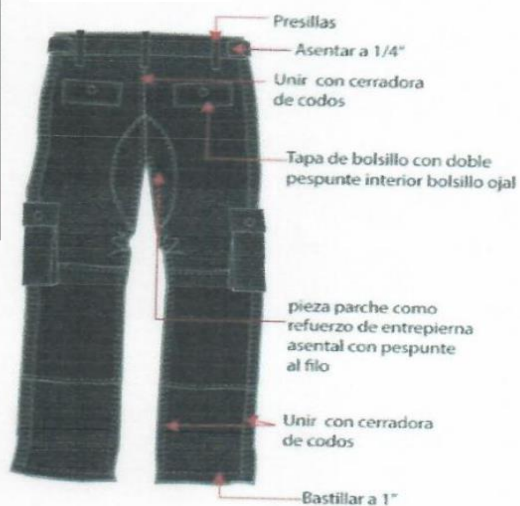 Presillas
Asentar a 1/4"
Unir con cerradora
de codos
Tapa de bolsillo con doble
pespunte interior bolsillo ojal
pieza parche como
refuerzo de entrepierna
asental con pespunte
al filo
Unir con cerradora
de codos
Bastillar a 1"